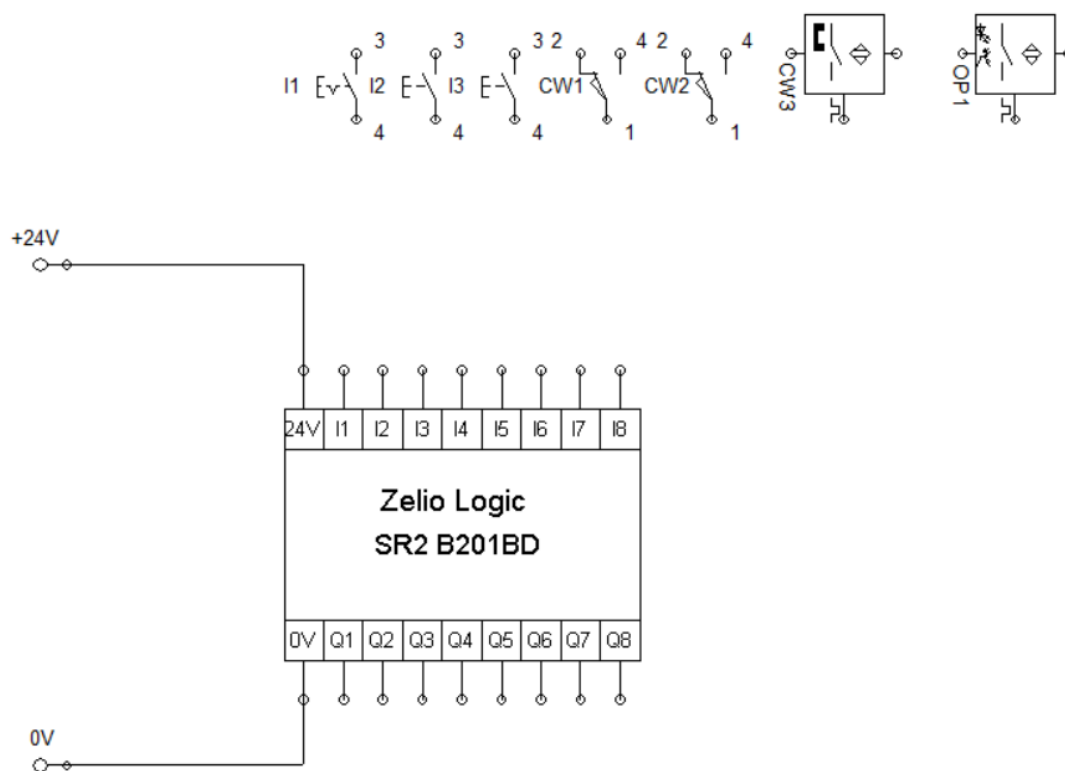 3 3 3 2 4 2 4
I1 I2 I3 CW1 CW2 CW3 OP1
4 4 4 1 1
+24V
24V I1 I2 I3 I4 I5 I6 I7 I8
Zelio Logic
SR2 B201BD
0V Q1 Q2 Q3 Q4 Q5 Q6 Q7 Q8
0V